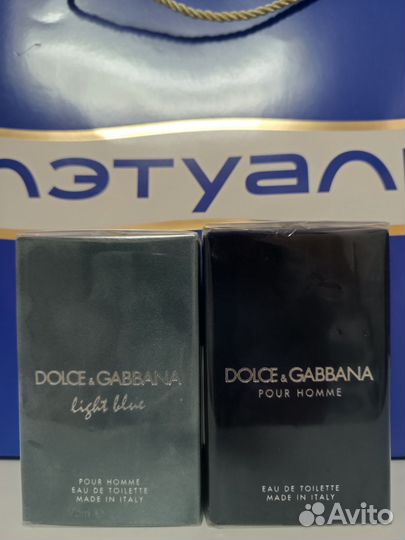 лэтуаль
DOLCE & GABBANA
light blue
POUR HOMME
EAU DE TOILETTE
MADE IN ITALY
DOLCE & GABBANA
POUR HOMME
EAU DE TOILETTE
MADE IN ITALY
Avito